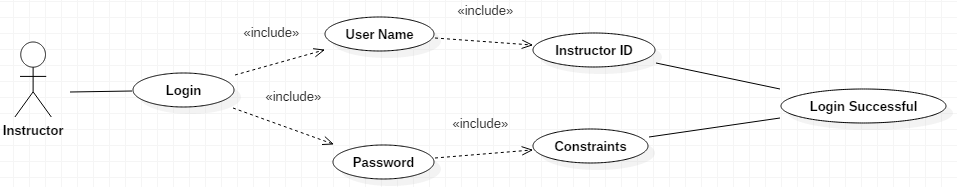 «include»
User Name
«include»
Instructor ID
Login
Login Successful
«include»
Instructor
«include»
Password
Constraints